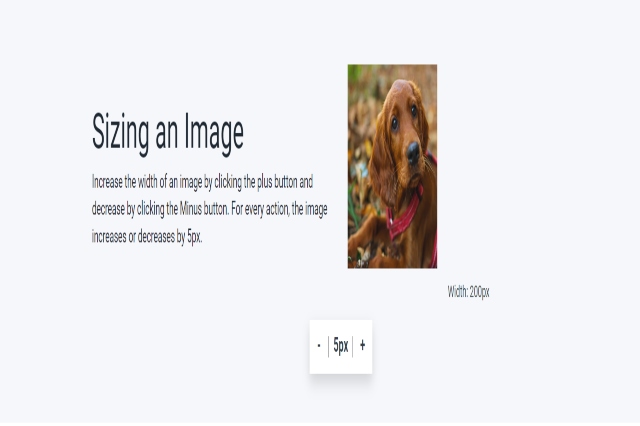 Sizing an Image
Increase the width of an image by clicking the plus button and
decrease by clicking the Minus button. For every action, the image
increases or decreases by 5px.
Width: 200px
- | 5px | +